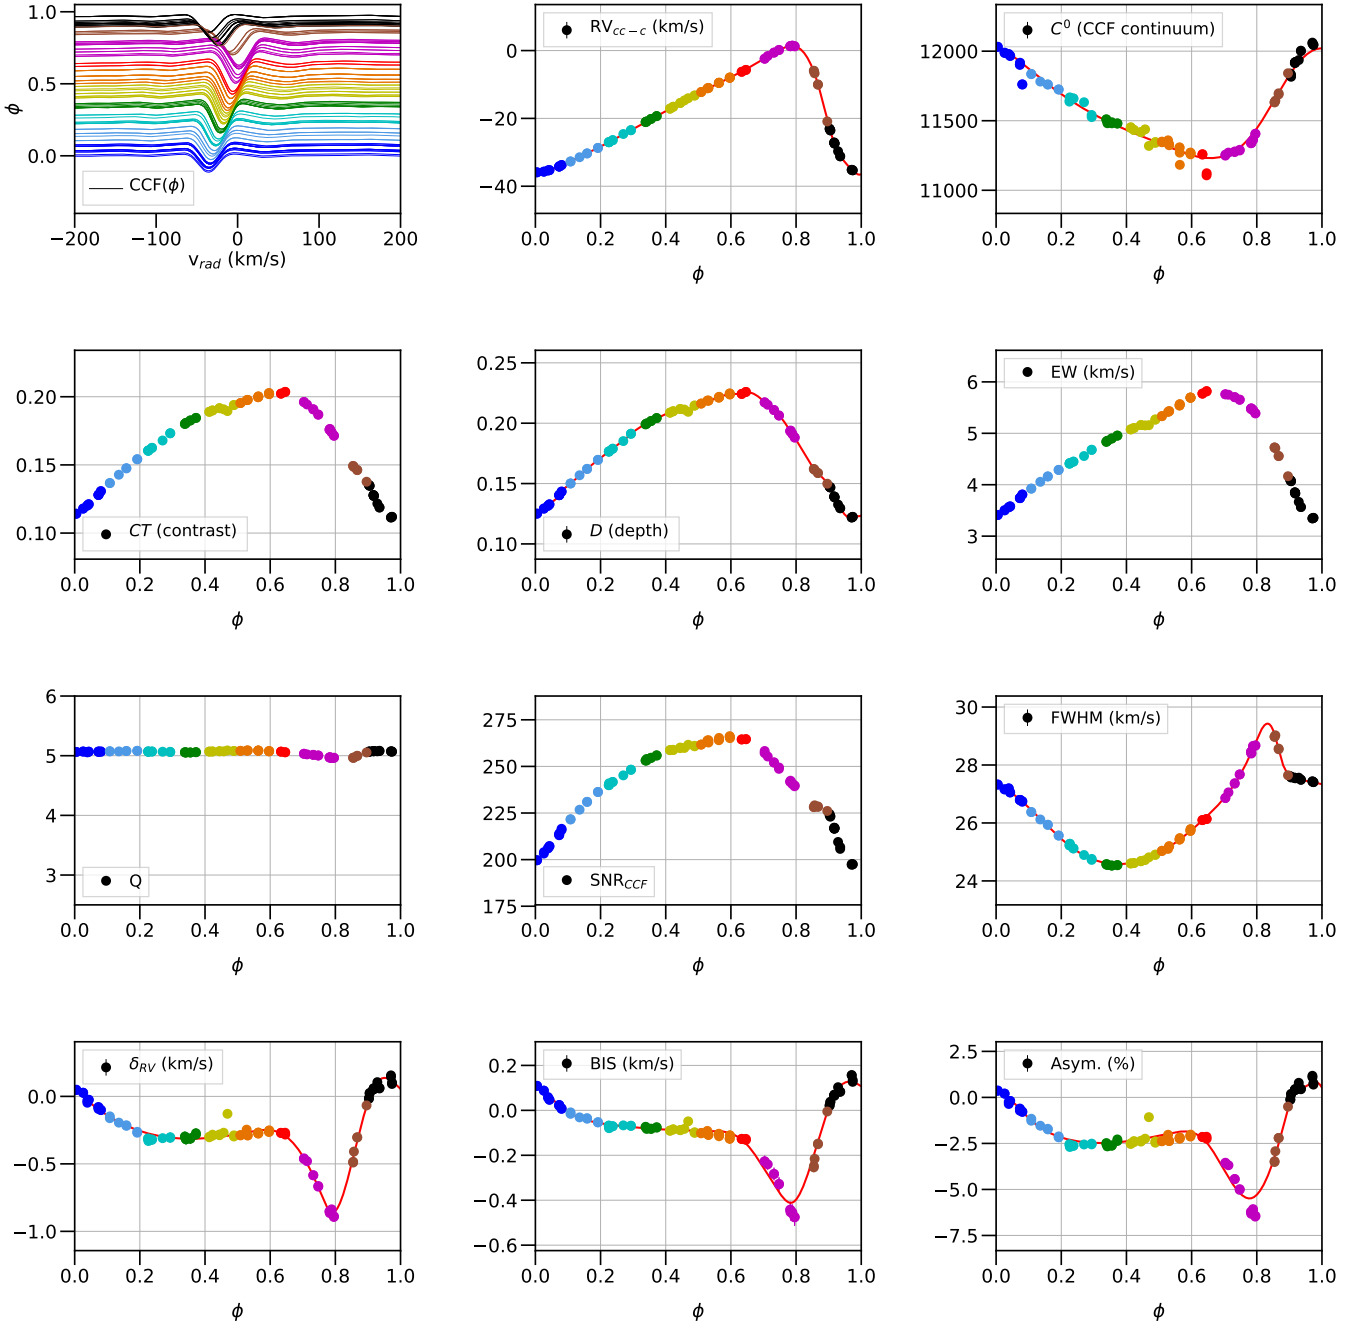 1.0
0.5
0.0
ϕ
CCF(ϕ)
−200 −100 0 100 200
v_rad (km/s)
RV_cc−c (km/s)
0
−20
−40
0.0 0.2 0.4 0.6 0.8 1.0
ϕ
C⁰ (CCF continuum)
12000
11500
11000
0.0 0.2 0.4 0.6 0.8 1.0
ϕ
0.20
0.15
0.10
CT (contrast)
0.0 0.2 0.4 0.6 0.8 1.0
ϕ
0.25
0.20
0.15
0.10
D (depth)
0.0 0.2 0.4 0.6 0.8 1.0
ϕ
EW (km/s)
6
5
4
3
0.0 0.2 0.4 0.6 0.8 1.0
ϕ
6
5
4
3
Q
0.0 0.2 0.4 0.6 0.8 1.0
ϕ
275
250
225
200
175
SNR_CCF
0.0 0.2 0.4 0.6 0.8 1.0
ϕ
FWHM (km/s)
30
28
26
24
0.0 0.2 0.4 0.6 0.8 1.0
ϕ
δ_RV (km/s)
0.0
−0.5
−1.0
0.0 0.2 0.4 0.6 0.8 1.0
ϕ
BIS (km/s)
0.2
0.0
−0.2
−0.4
−0.6
0.0 0.2 0.4 0.6 0.8 1.0
ϕ
Asym. (%)
2.5
0.0
−2.5
−5.0
−7.5
0.0 0.2 0.4 0.6 0.8 1.0
ϕ